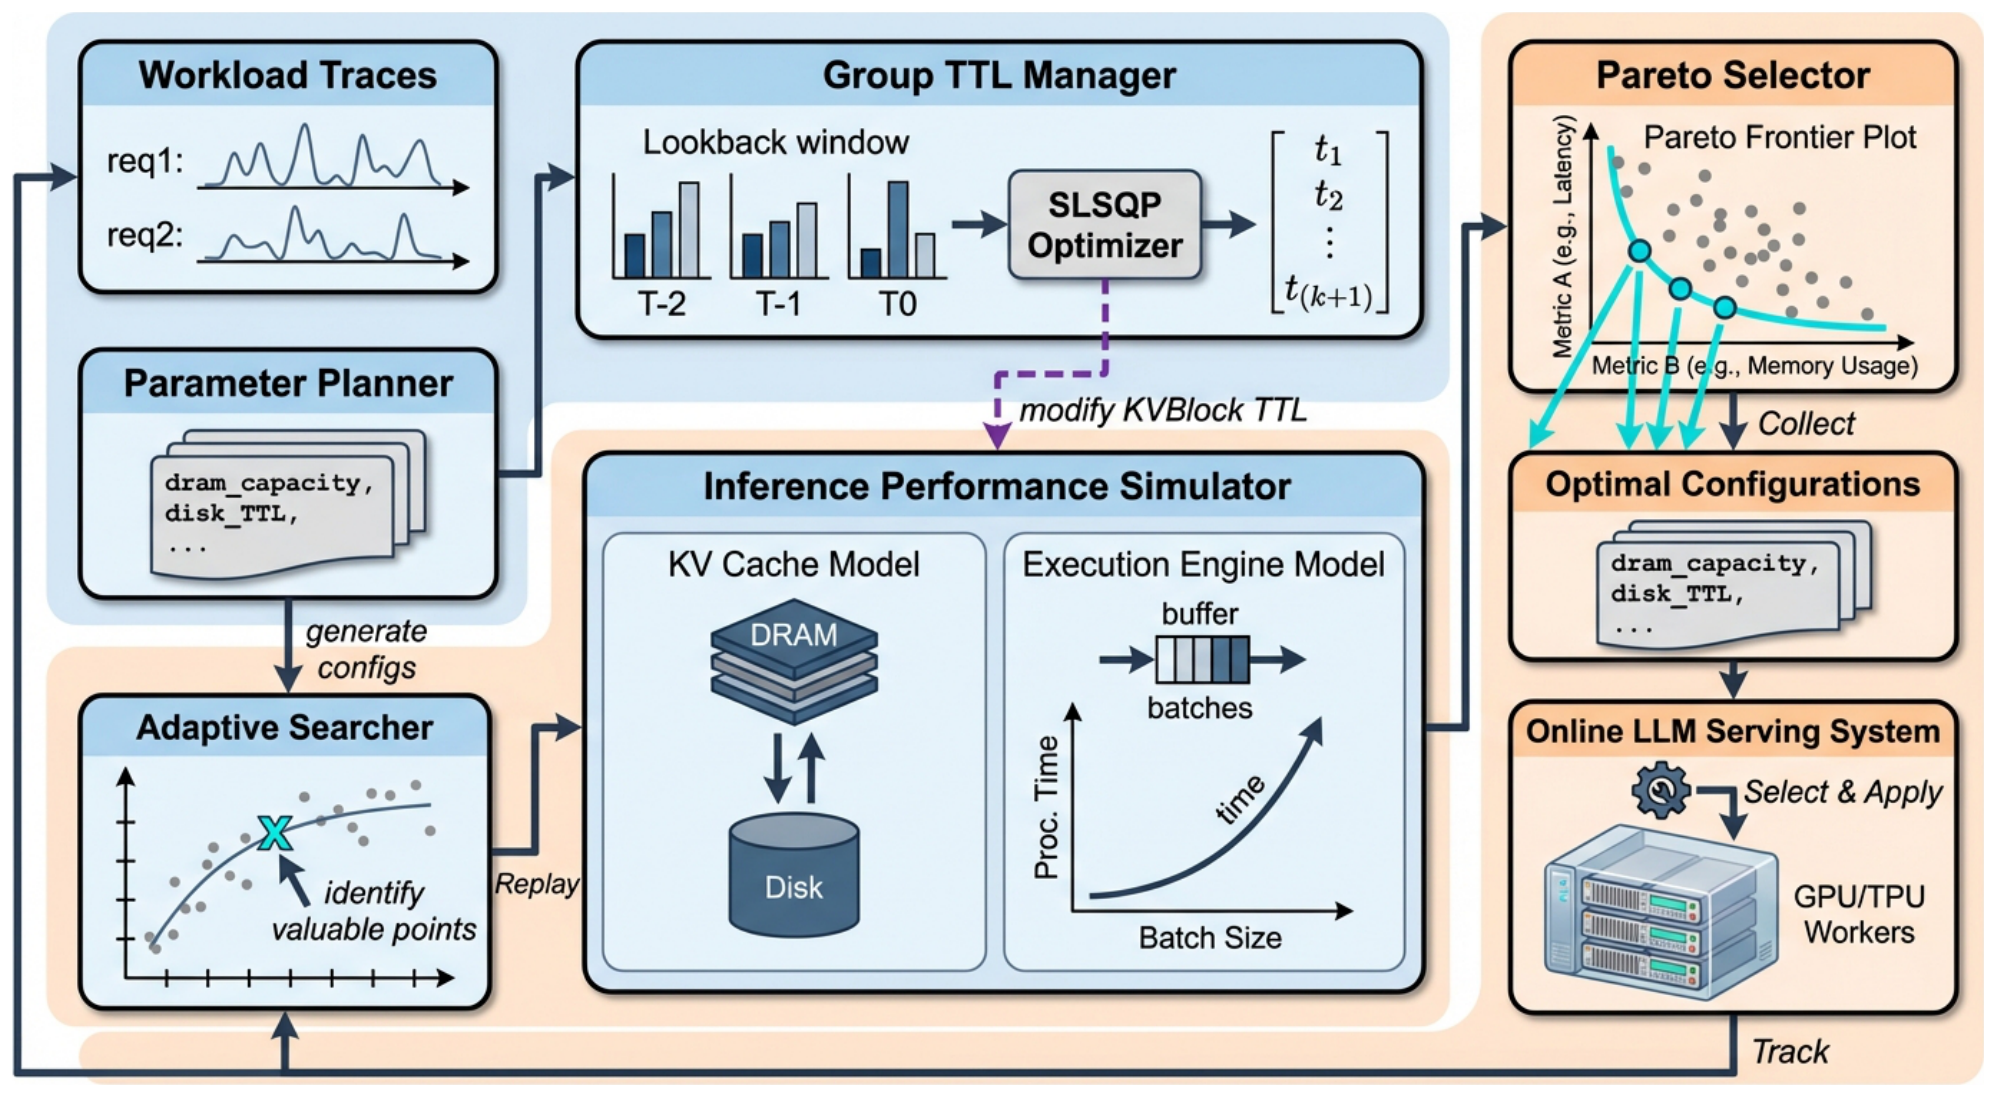 Workload Traces
req1:
req2:
Group TTL Manager
Lookback window
T-2
T-1
T0
SLSQP
Optimizer
t1
t2
⋮
t(k+1)
modify KVBlock TTL
Parameter Planner
dram_capacity,
disk_TTL,
...
generate
configs
Adaptive Searcher
X
identify
valuable points
Replay
Inference Performance Simulator
KV Cache Model
DRAM
Disk
Execution Engine Model
buffer
batches
Proc. Time
time
Batch Size
Pareto Selector
Pareto Frontier Plot
Metric A (e.g., Latency)
Metric B (e.g., Memory Usage)
Collect
Optimal Configurations
dram_capacity,
disk_TTL,
...
Online LLM Serving System
Select & Apply
GPU/TPU
Workers
Track